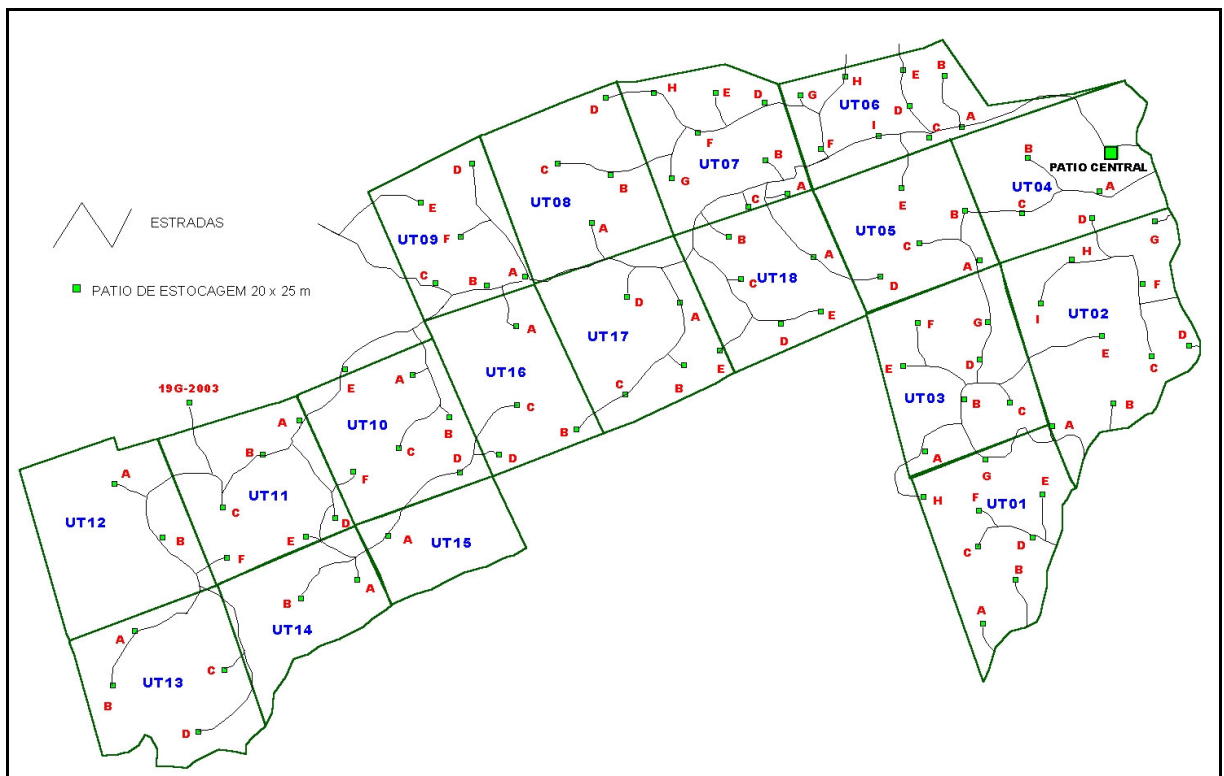 ESTRADAS
PATIO DE ESTOCAGEM 20 x 25 m
19G-2003
PATIO CENTRAL
UT06
G
H
E
B
D
I
C
A
F
UT07
H
E
D
F
B
G
C
A
UT08
D
C
B
A
UT09
D
E
F
C
B
A
UT04
B
A
C
UT05
E
B
C
A
D
UT18
B
A
C
E
D
UT17
D
A
E
B
C
B
UT16
A
C
D
UT02
D
G
H
F
I
D
E
C
B
A
UT03
F
G
E
D
B
C
A
UT01
G
H
F
E
C
D
B
A
UT10
E
A
B
C
D
F
UT11
A
B
C
D
E
F
UT12
A
B
UT15
A
UT14
A
B
UT13
A
B
C
D